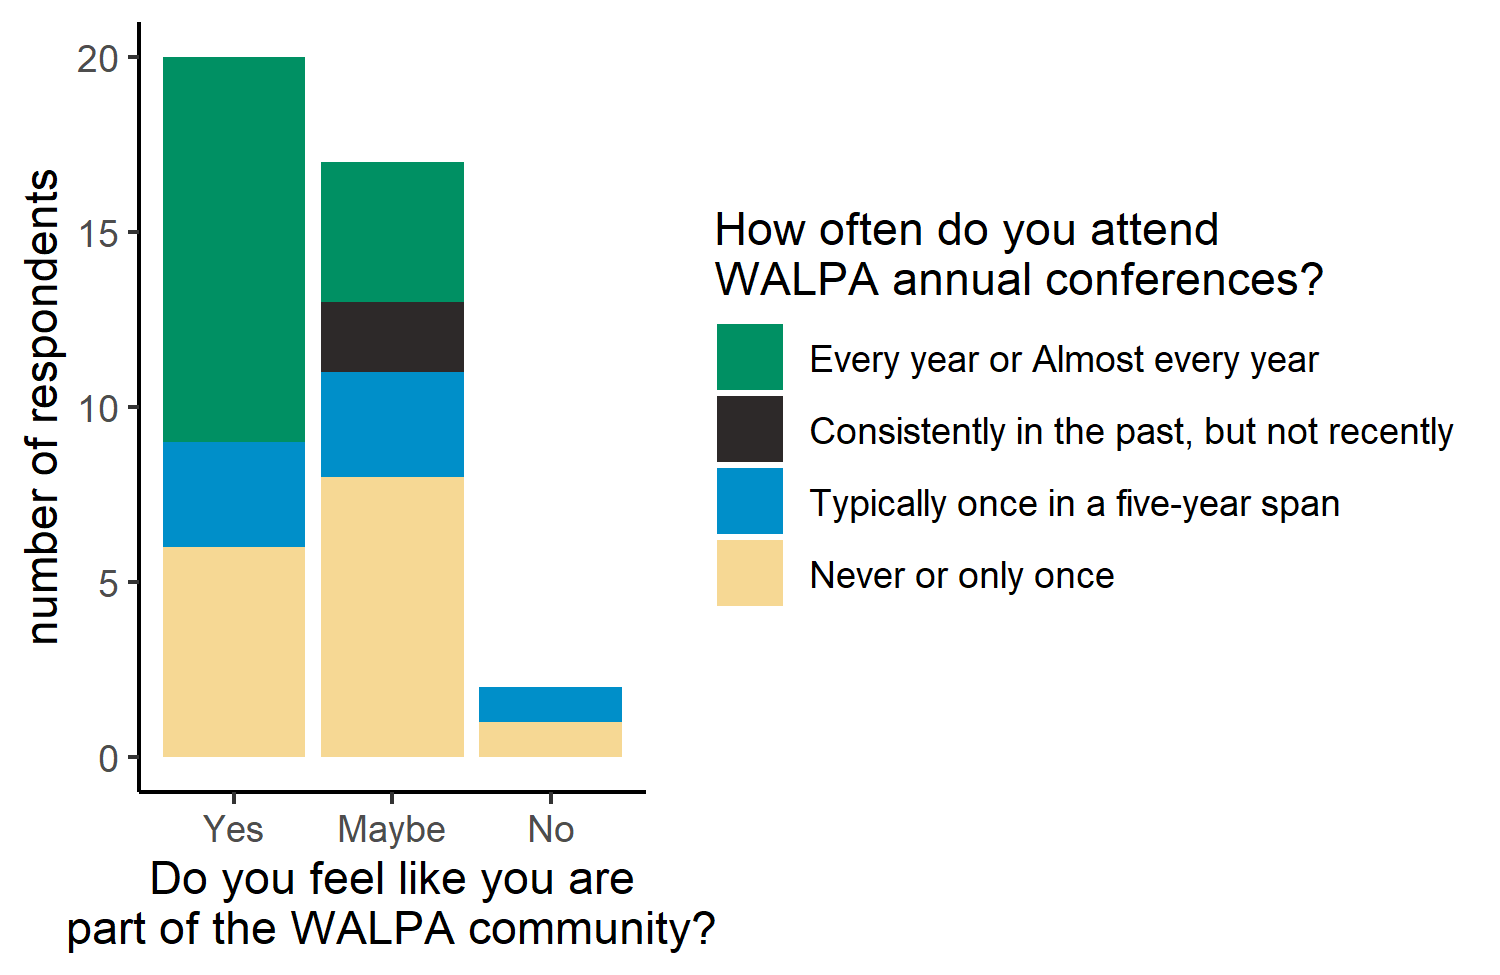 20
15
10
5
0
number of respondents
Yes Maybe No
Do you feel like you are
part of the WALPA community?
How often do you attend
WALPA annual conferences?
Every year or Almost every year
Consistently in the past, but not recently
Typically once in a five-year span
Never or only once